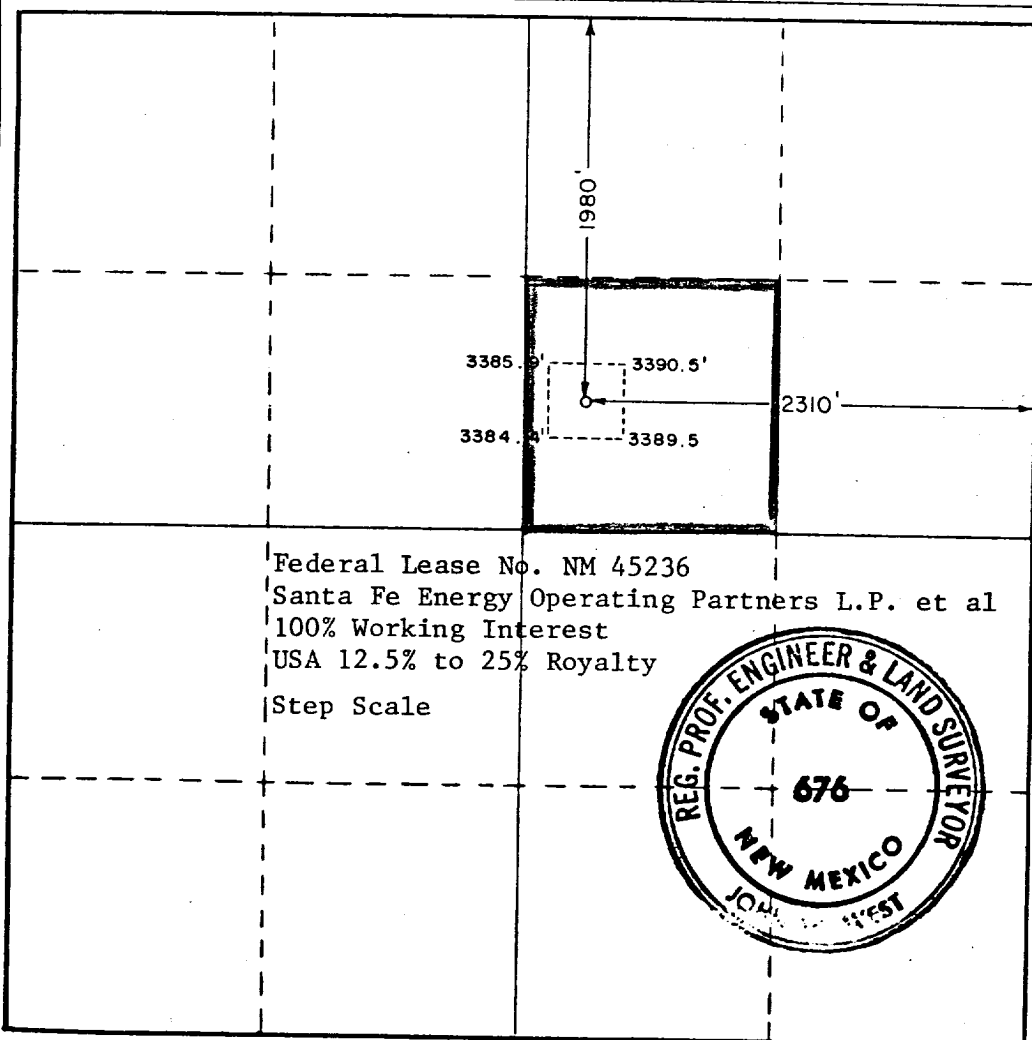 1980'
3385.9' 3390.5'
2310'
3384.4' 3389.5
Federal Lease No. NM 45236
Santa Fe Energy Operating Partners L.P. et al
100% Working Interest
USA 12.5% to 25% Royalty
Step Scale
REG. PROF. ENGINEER & LAND SURVEYOR
STATE OF
676
NEW MEXICO
JOHN WEST